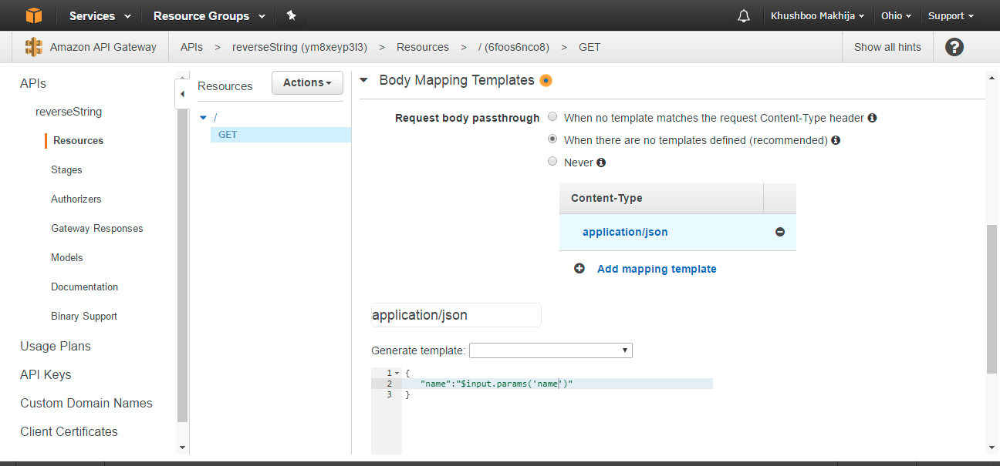 Services Resource Groups Khushboo Makhija Ohio Support
Amazon API Gateway APIs > reverseString (ym8xeyp3l3) > Resources > / (6foos6nco8) > GET Show all hints ?
APIs
reverseString
Resources
Stages
Authorizers
Gateway Responses
Models
Documentation
Binary Support
Usage Plans
API Keys
Custom Domain Names
Client Certificates
Resources Actions
/
GET
Body Mapping Templates
Request body passthrough When no template matches the request Content-Type header
When there are no templates defined (recommended)
Never
Content-Type
application/json
Add mapping template
application/json
Generate template:
1 {
2 "name":"$input.params('name')"
3 }